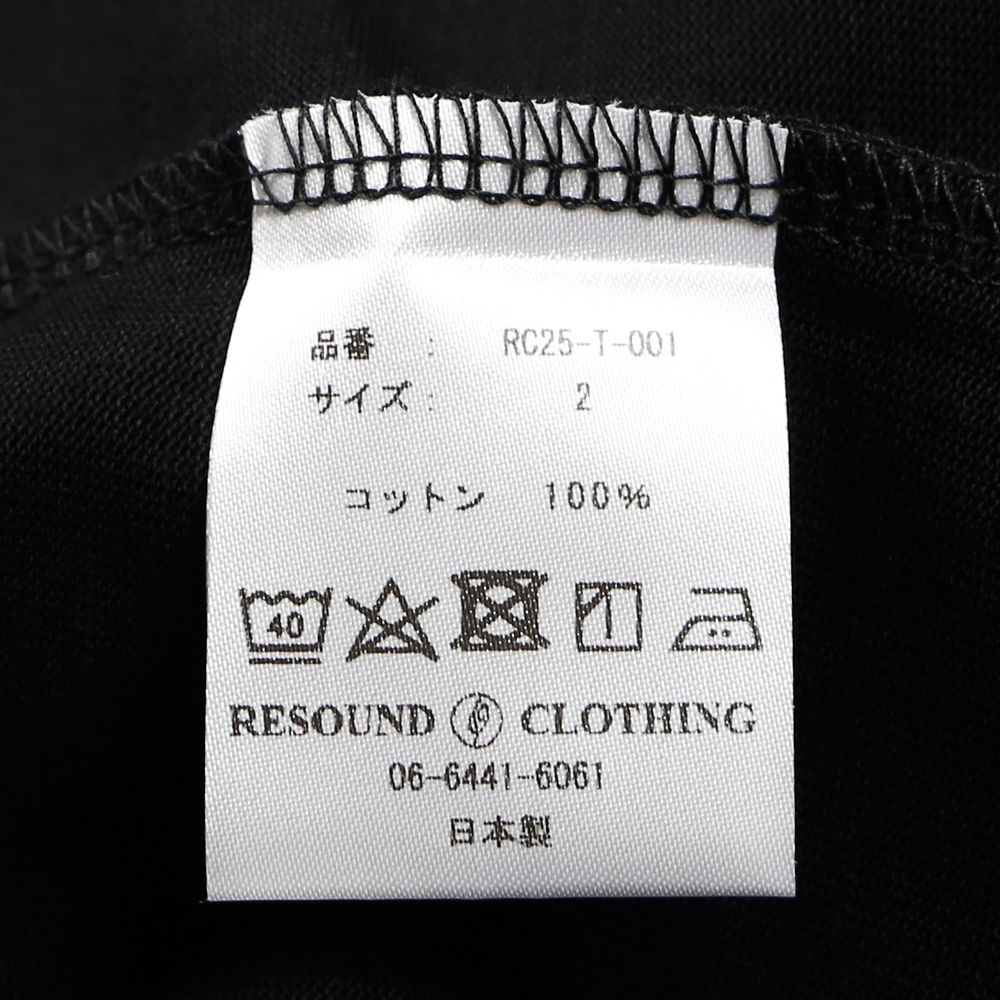 品番 : RC25-T-001
サイズ : 2
コットン 100%
40
RESOUND CLOTHING
06-6441-6061
日本製